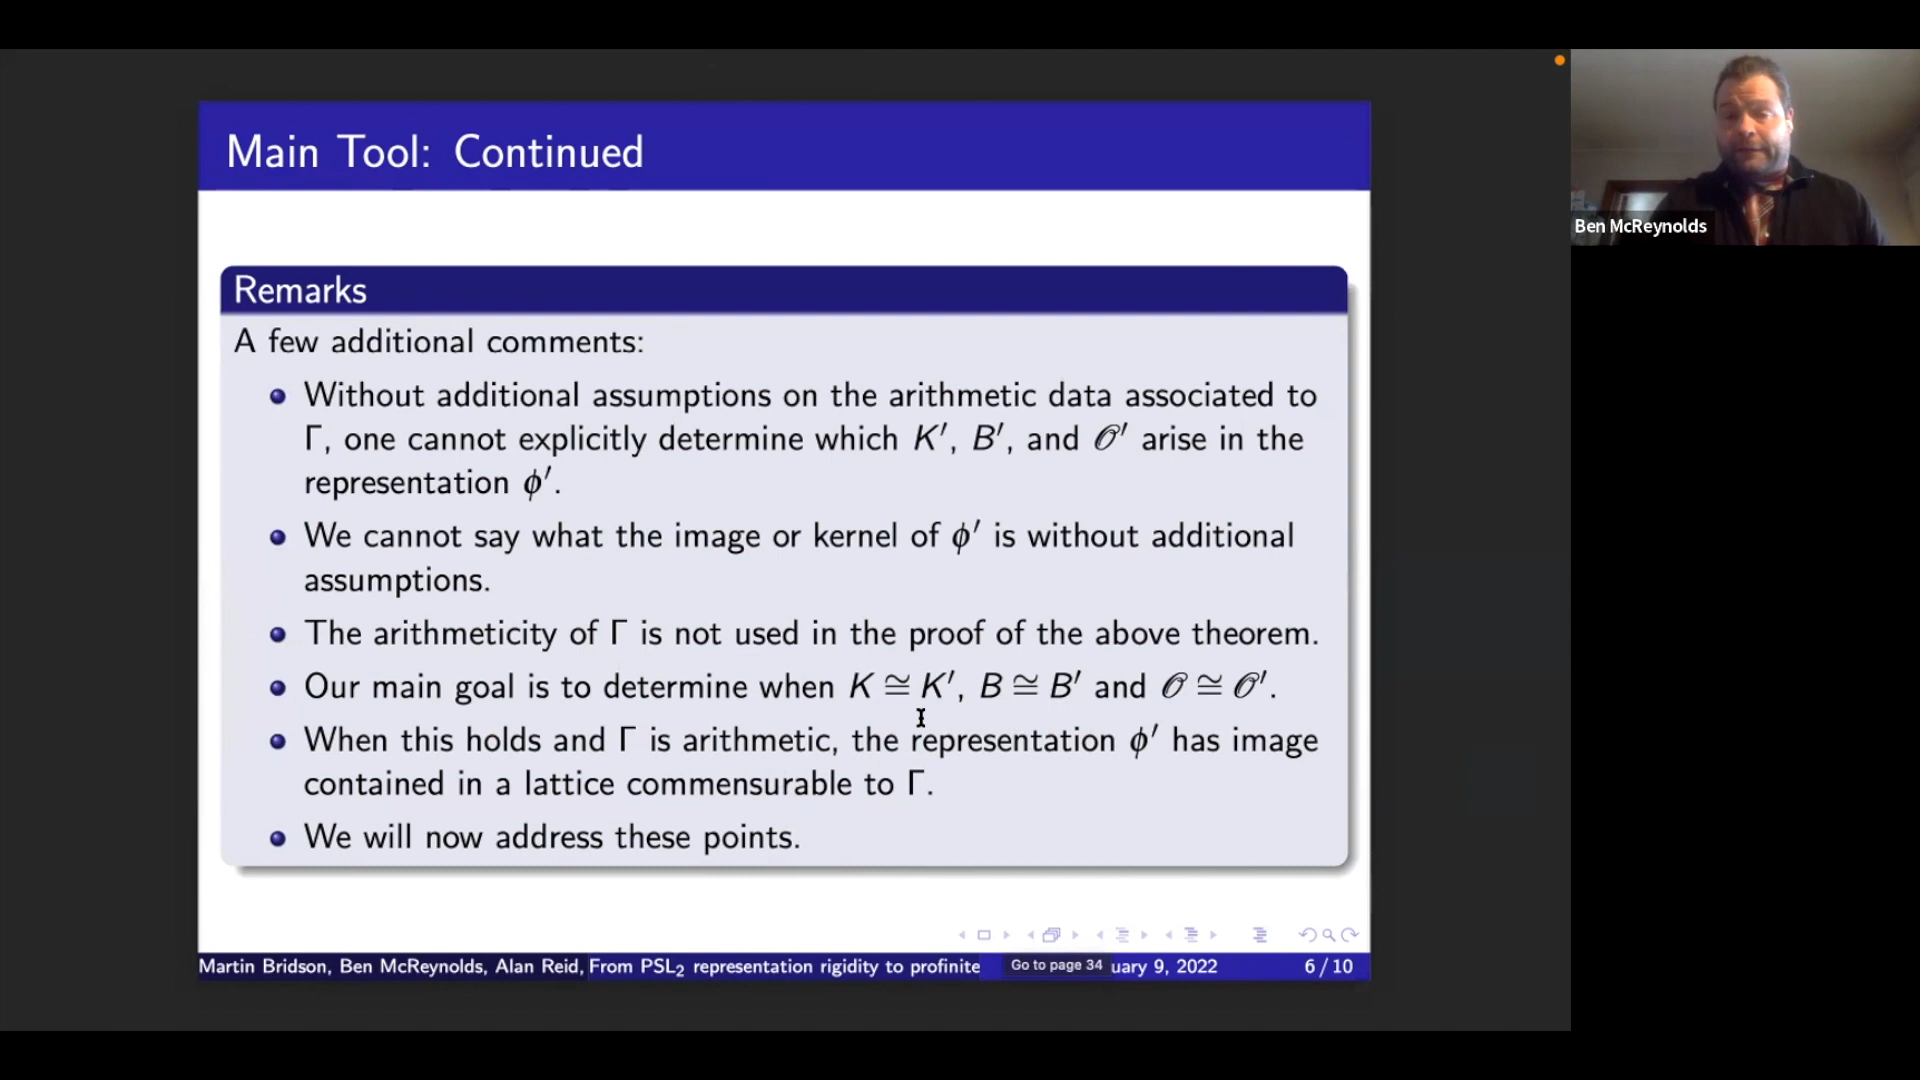 Main Tool: Continued
Ben McReynolds
Remarks
A few additional comments:
Without additional assumptions on the arithmetic data associated to
Γ, one cannot explicitly determine which K′, B′, and 𝒪′ arise in the
representation ϕ′.
We cannot say what the image or kernel of ϕ′ is without additional
assumptions.
The arithmeticity of Γ is not used in the proof of the above theorem.
Our main goal is to determine when K ≅ K′, B ≅ B′ and 𝒪 ≅ 𝒪′.
When this holds and Γ is arithmetic, the representation ϕ′ has image
contained in a lattice commensurable to Γ.
We will now address these points.
Martin Bridson, Ben McReynolds, Alan Reid, From PSL₂ representation rigidity to profinite Go to page 34 uary 9, 2022 6 / 10